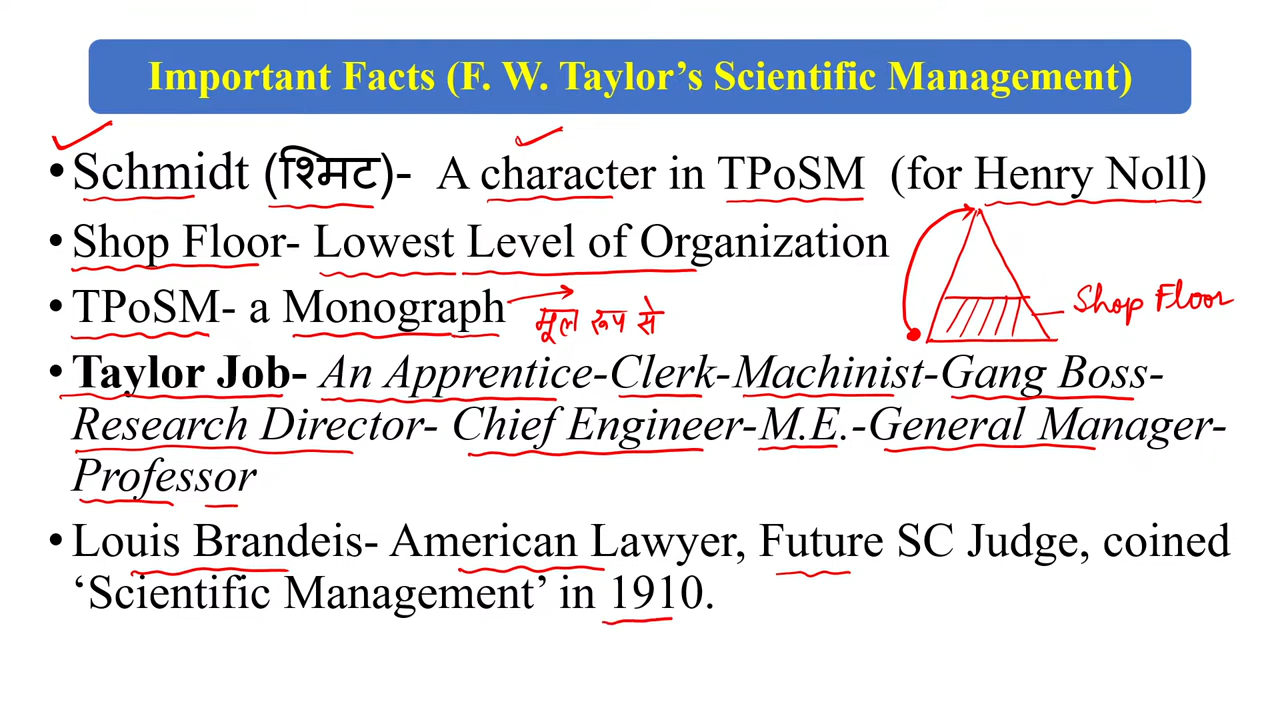 Important Facts (F. W. Taylor’s Scientific Management)
• Schmidt (श्मिट)- A character in TPoSM (for Henry Noll)
• Shop Floor- Lowest Level of Organization
Shop Floor
• TPoSM- a Monograph
मूल रूप से
• Taylor Job- An Apprentice-Clerk-Machinist-Gang Boss-
Research Director- Chief Engineer-M.E.-General Manager-
Professor
• Louis Brandeis- American Lawyer, Future SC Judge, coined
‘Scientific Management’ in 1910.